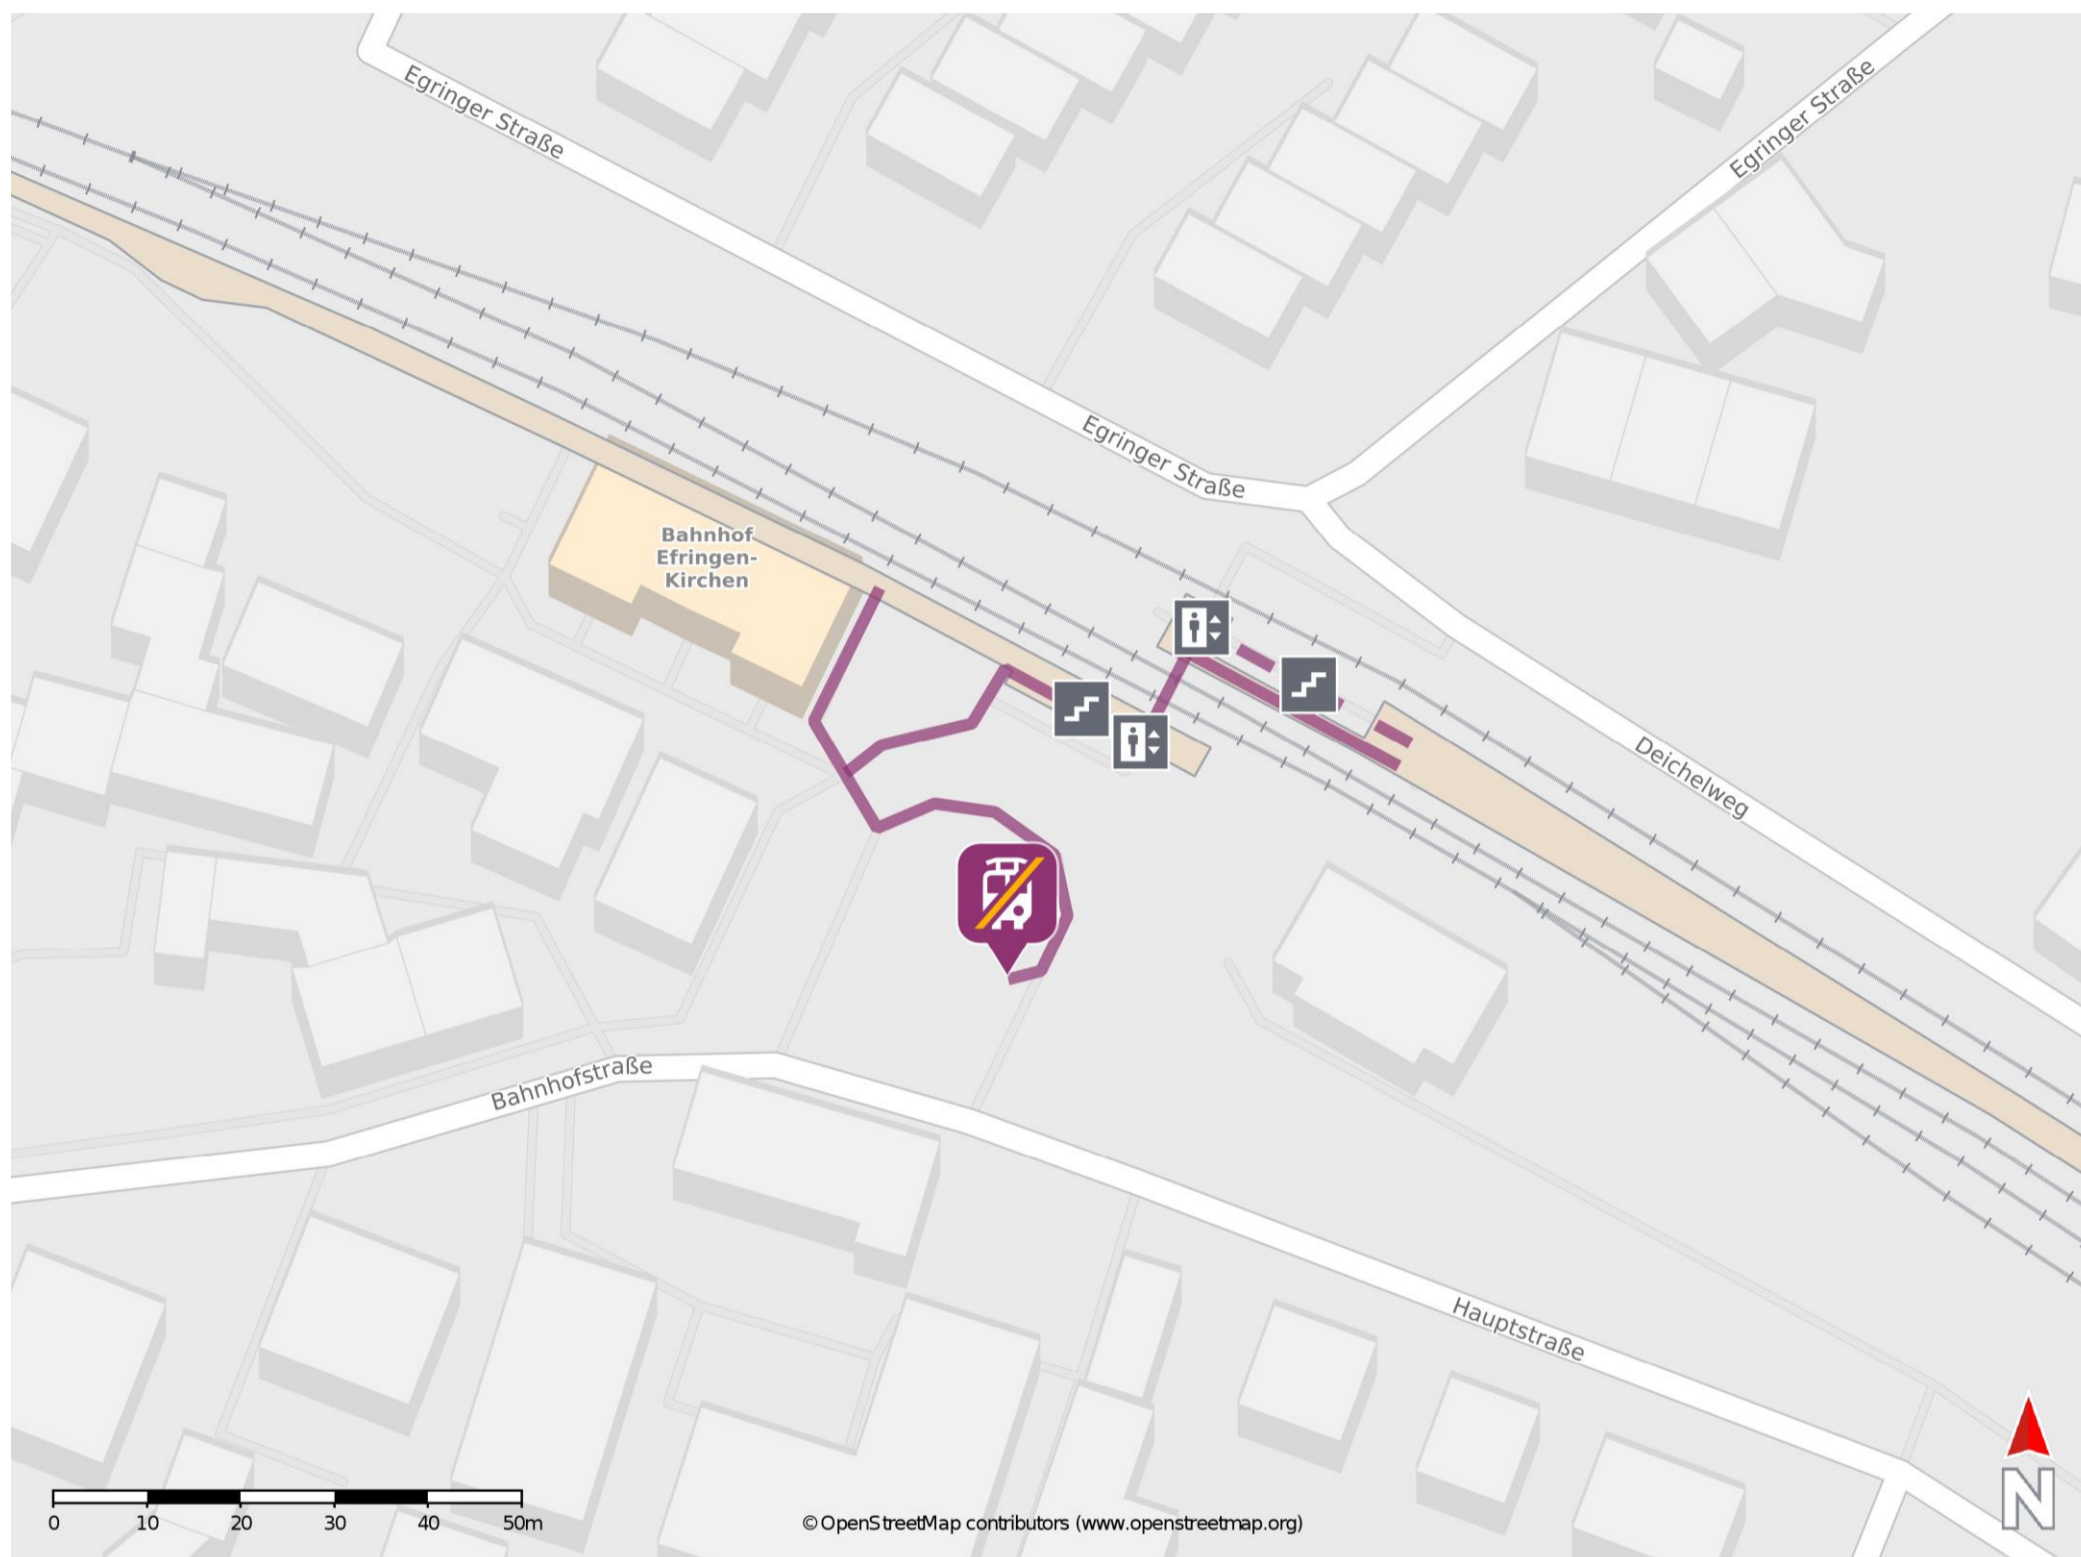 Egringer Straße
Egringer Straße
Egringer Straße
Bahnhof
Efringen-
Kirchen
Deichelweg
Bahnhofstraße
Hauptstraße
N
0 10 20 30 40 50m
© OpenStreetMap contributors (www.openstreetmap.org)